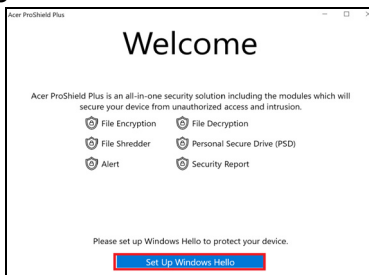 Acer ProShield Plus
Welcome
Acer ProShield Plus is an all-in-one security solution including the modules which will
secure your device from unauthorized access and intrusion.
File Encryption File Decryption
File Shredder Personal Secure Drive (PSD)
Alert Security Report
Please set up Windows Hello to protect your device.
Set Up Windows Hello